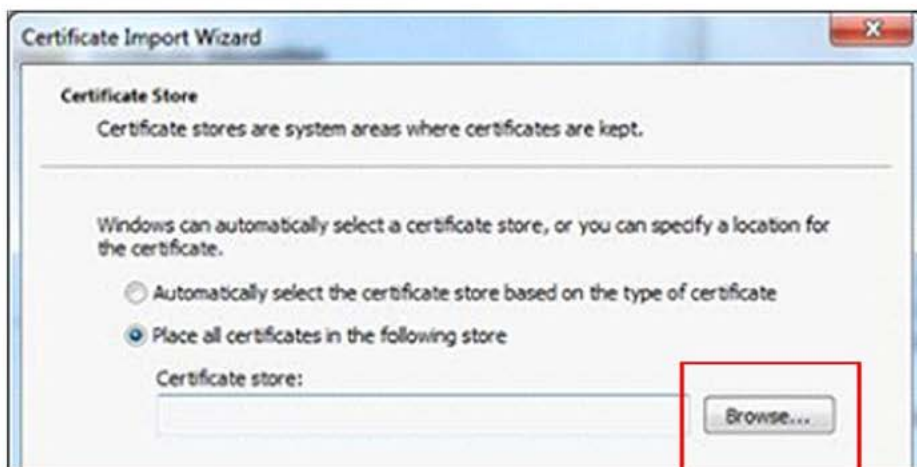 Certificate Import Wizard
Certificate Store
Certificate stores are system areas where certificates are kept.
Windows can automatically select a certificate store, or you can specify a location for
the certificate.
Automatically select the certificate store based on the type of certificate
Place all certificates in the following store
Certificate store:
Browse...